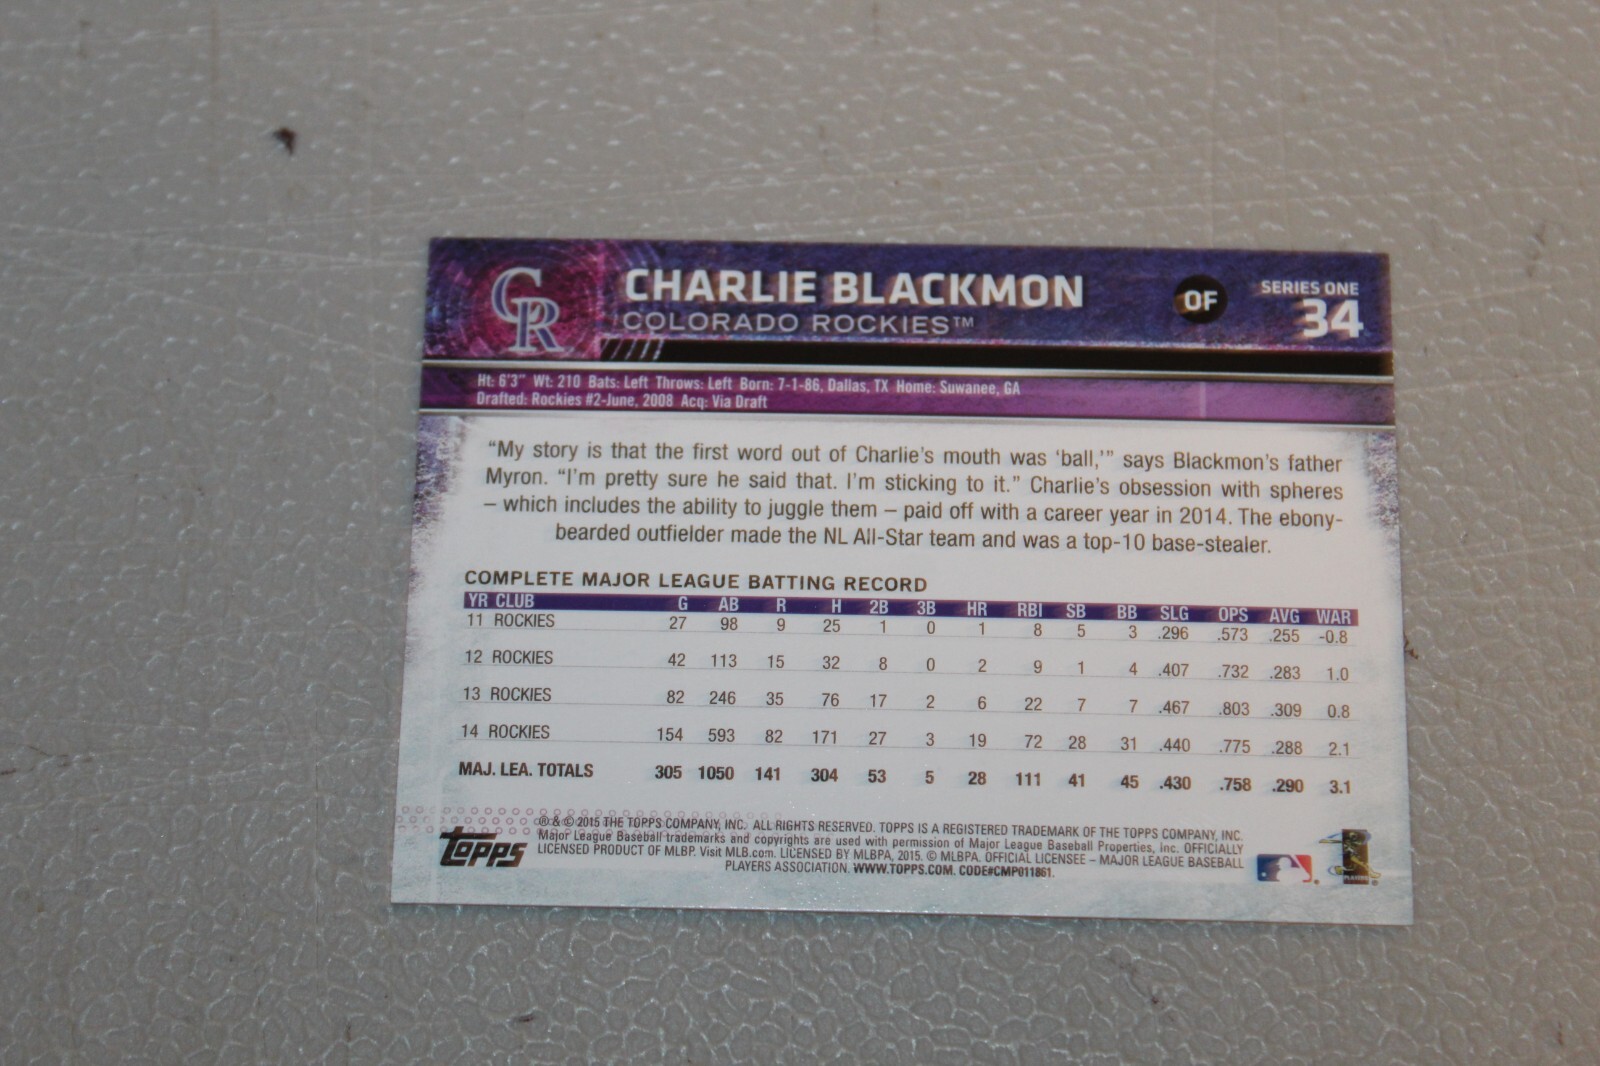 CR
CHARLIE BLACKMON
COLORADO ROCKIES™
OF
SERIES ONE
34
Ht: 6'3" Wt: 210 Bats: Left Throws: Left Born: 7-1-86, Dallas, TX Home: Suwanee, GA
Drafted: Rockies #2-June, 2008 Acq: Via Draft
“My story is that the first word out of Charlie's mouth was ‘ball,’” says Blackmon's father
Myron. “I'm pretty sure he said that. I'm sticking to it.” Charlie's obsession with spheres
– which includes the ability to juggle them – paid off with a career year in 2014. The ebony-
bearded outfielder made the NL All-Star team and was a top-10 base-stealer.
COMPLETE MAJOR LEAGUE BATTING RECORD
YR CLUB G AB R H 2B 3B HR RBI SB BB SLG OPS AVG WAR
11 ROCKIES 27 98 9 25 1 0 1 8 5 3 .296 .573 .255 -0.8
12 ROCKIES 42 113 15 32 8 0 2 9 1 4 .407 .732 .283 1.0
13 ROCKIES 82 246 35 76 17 2 6 22 7 7 .467 .803 .309 0.8
14 ROCKIES 154 593 82 171 27 3 19 72 28 31 .440 .775 .288 2.1
MAJ. LEA. TOTALS 305 1050 141 304 53 5 28 111 41 45 .430 .758 .290 3.1
topps
® & © 2015 THE TOPPS COMPANY, INC. ALL RIGHTS RESERVED. TOPPS IS A REGISTERED TRADEMARK OF THE TOPPS COMPANY, INC.
Major League Baseball trademarks and copyrights are used with permission of Major League Baseball Properties, Inc. OFFICIALLY
LICENSED PRODUCT OF MLBP. Visit MLB.com. LICENSED BY MLBPA, 2015. © MLBPA. OFFICIAL LICENSEE – MAJOR LEAGUE BASEBALL
PLAYERS ASSOCIATION. WWW.TOPPS.COM. CODE#CMP011861.